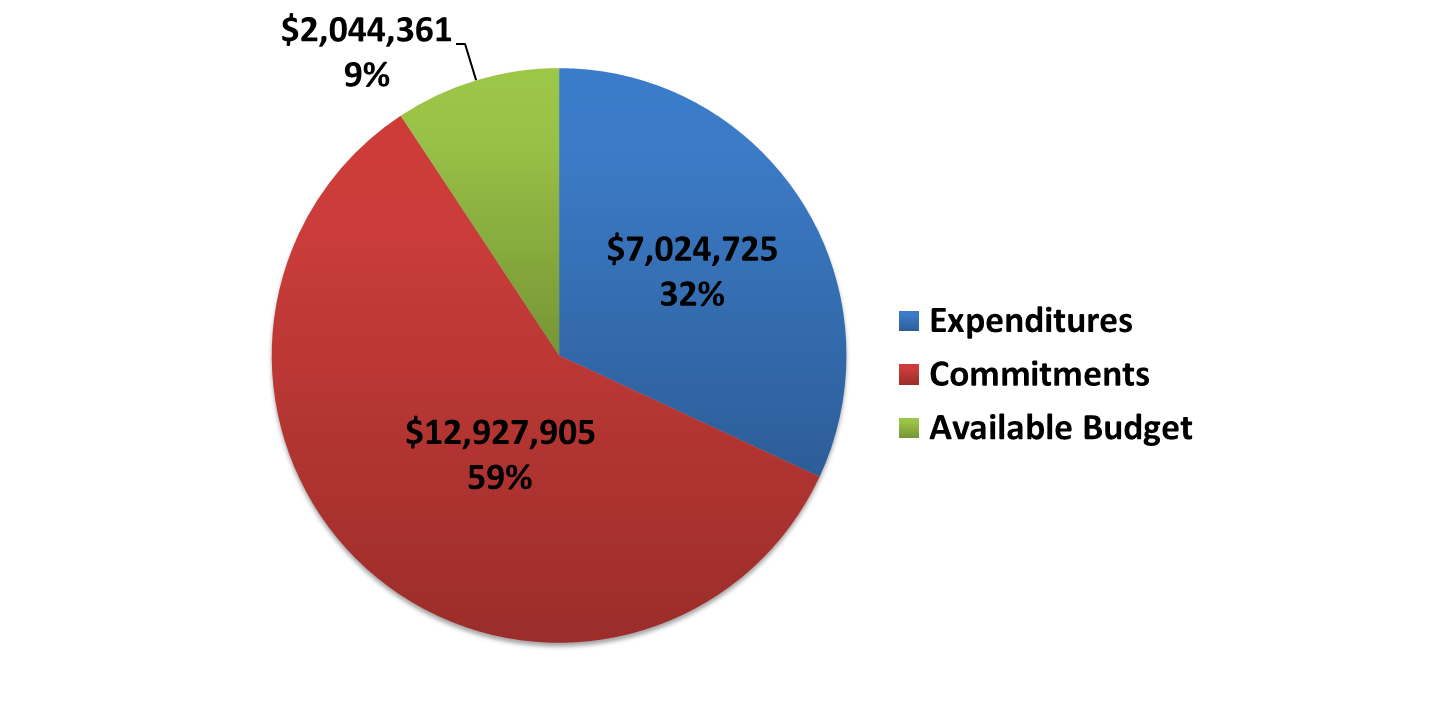 $2,044,361
9%
$7,024,725
32%
$12,927,905
59%
Expenditures
Commitments
Available Budget